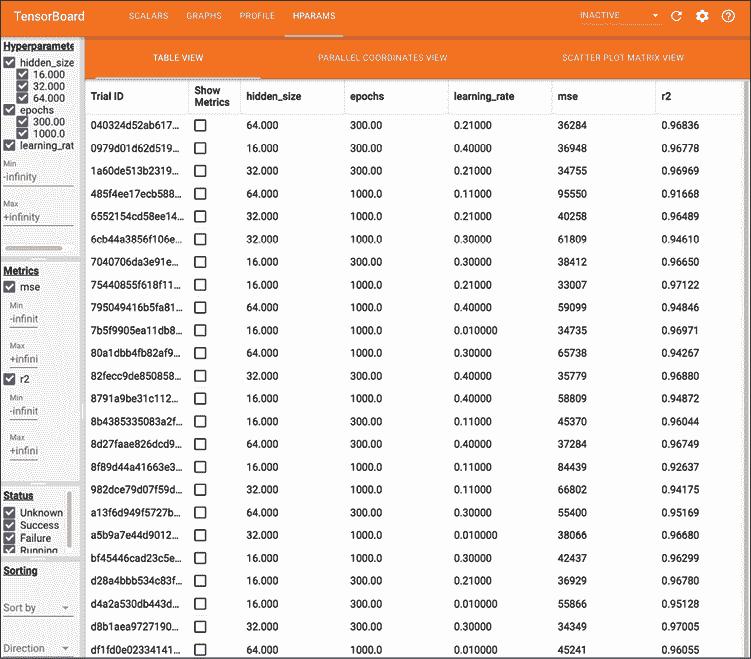 TensorBoard SCALARS GRAPHS PROFILE HPARAMS INACTIVE
TABLE VIEW PARALLEL COORDINATES VIEW SCATTER PLOT MATRIX VIEW
Hyperparamete
hidden_size
16.000
32.000
64.000
epochs
300.00
1000.0
learning_rat
Min
-infinity
Max
+infinity
Metrics
mse
Min
-infinit
Max
+infini
r2
Min
-infinit
Max
+infini
Status
Unknown
Success
Failure
Running
Sorting
Sort by
Direction
Trial ID Show Metrics hidden_size epochs learning_rate mse r2
040324d52ab617... 64.000 300.00 0.21000 36284 0.96836
0979d01d62d519... 16.000 300.00 0.40000 36948 0.96778
1a60de513b2319... 32.000 300.00 0.21000 34755 0.96969
485f4ee17ecb588... 64.000 1000.0 0.11000 95550 0.91668
6552154cd58ee14... 32.000 1000.0 0.21000 40258 0.96489
6cb44a3856f106e... 32.000 1000.0 0.30000 61809 0.94610
7040706da3e91e... 16.000 300.00 0.30000 38412 0.96650
75440855f618f11... 16.000 1000.0 0.21000 33007 0.97122
795049416b5fa81... 64.000 1000.0 0.40000 59099 0.94846
7b5f9905ea11db8... 16.000 1000.0 0.010000 34735 0.96971
80a1dbb4fb82af9... 64.000 1000.0 0.30000 65738 0.94267
82fecc9de850858... 32.000 300.00 0.40000 35779 0.96880
8791a9be31c112... 16.000 1000.0 0.40000 58809 0.94872
8b4385335083a2f... 16.000 300.00 0.11000 45370 0.96044
8d27faae826dcd9... 64.000 300.00 0.40000 37284 0.96749
8f89d44a41663e3... 16.000 1000.0 0.11000 84439 0.92637
982dce79d07f59d... 32.000 1000.0 0.11000 66802 0.94175
a13f6d949f5727b... 64.000 300.00 0.30000 55400 0.95169
a5b9a7e44d9012... 32.000 1000.0 0.010000 38066 0.96680
bf45446cad23c5e... 16.000 1000.0 0.30000 42437 0.96299
d28a4bbb534c83f... 16.000 300.00 0.21000 36929 0.96780
d4a2a530db443d... 16.000 300.00 0.010000 55866 0.95128
d8b1aea9727190... 32.000 300.00 0.30000 34349 0.97005
df1fd0e02334141... 64.000 1000.0 0.010000 45241 0.96055